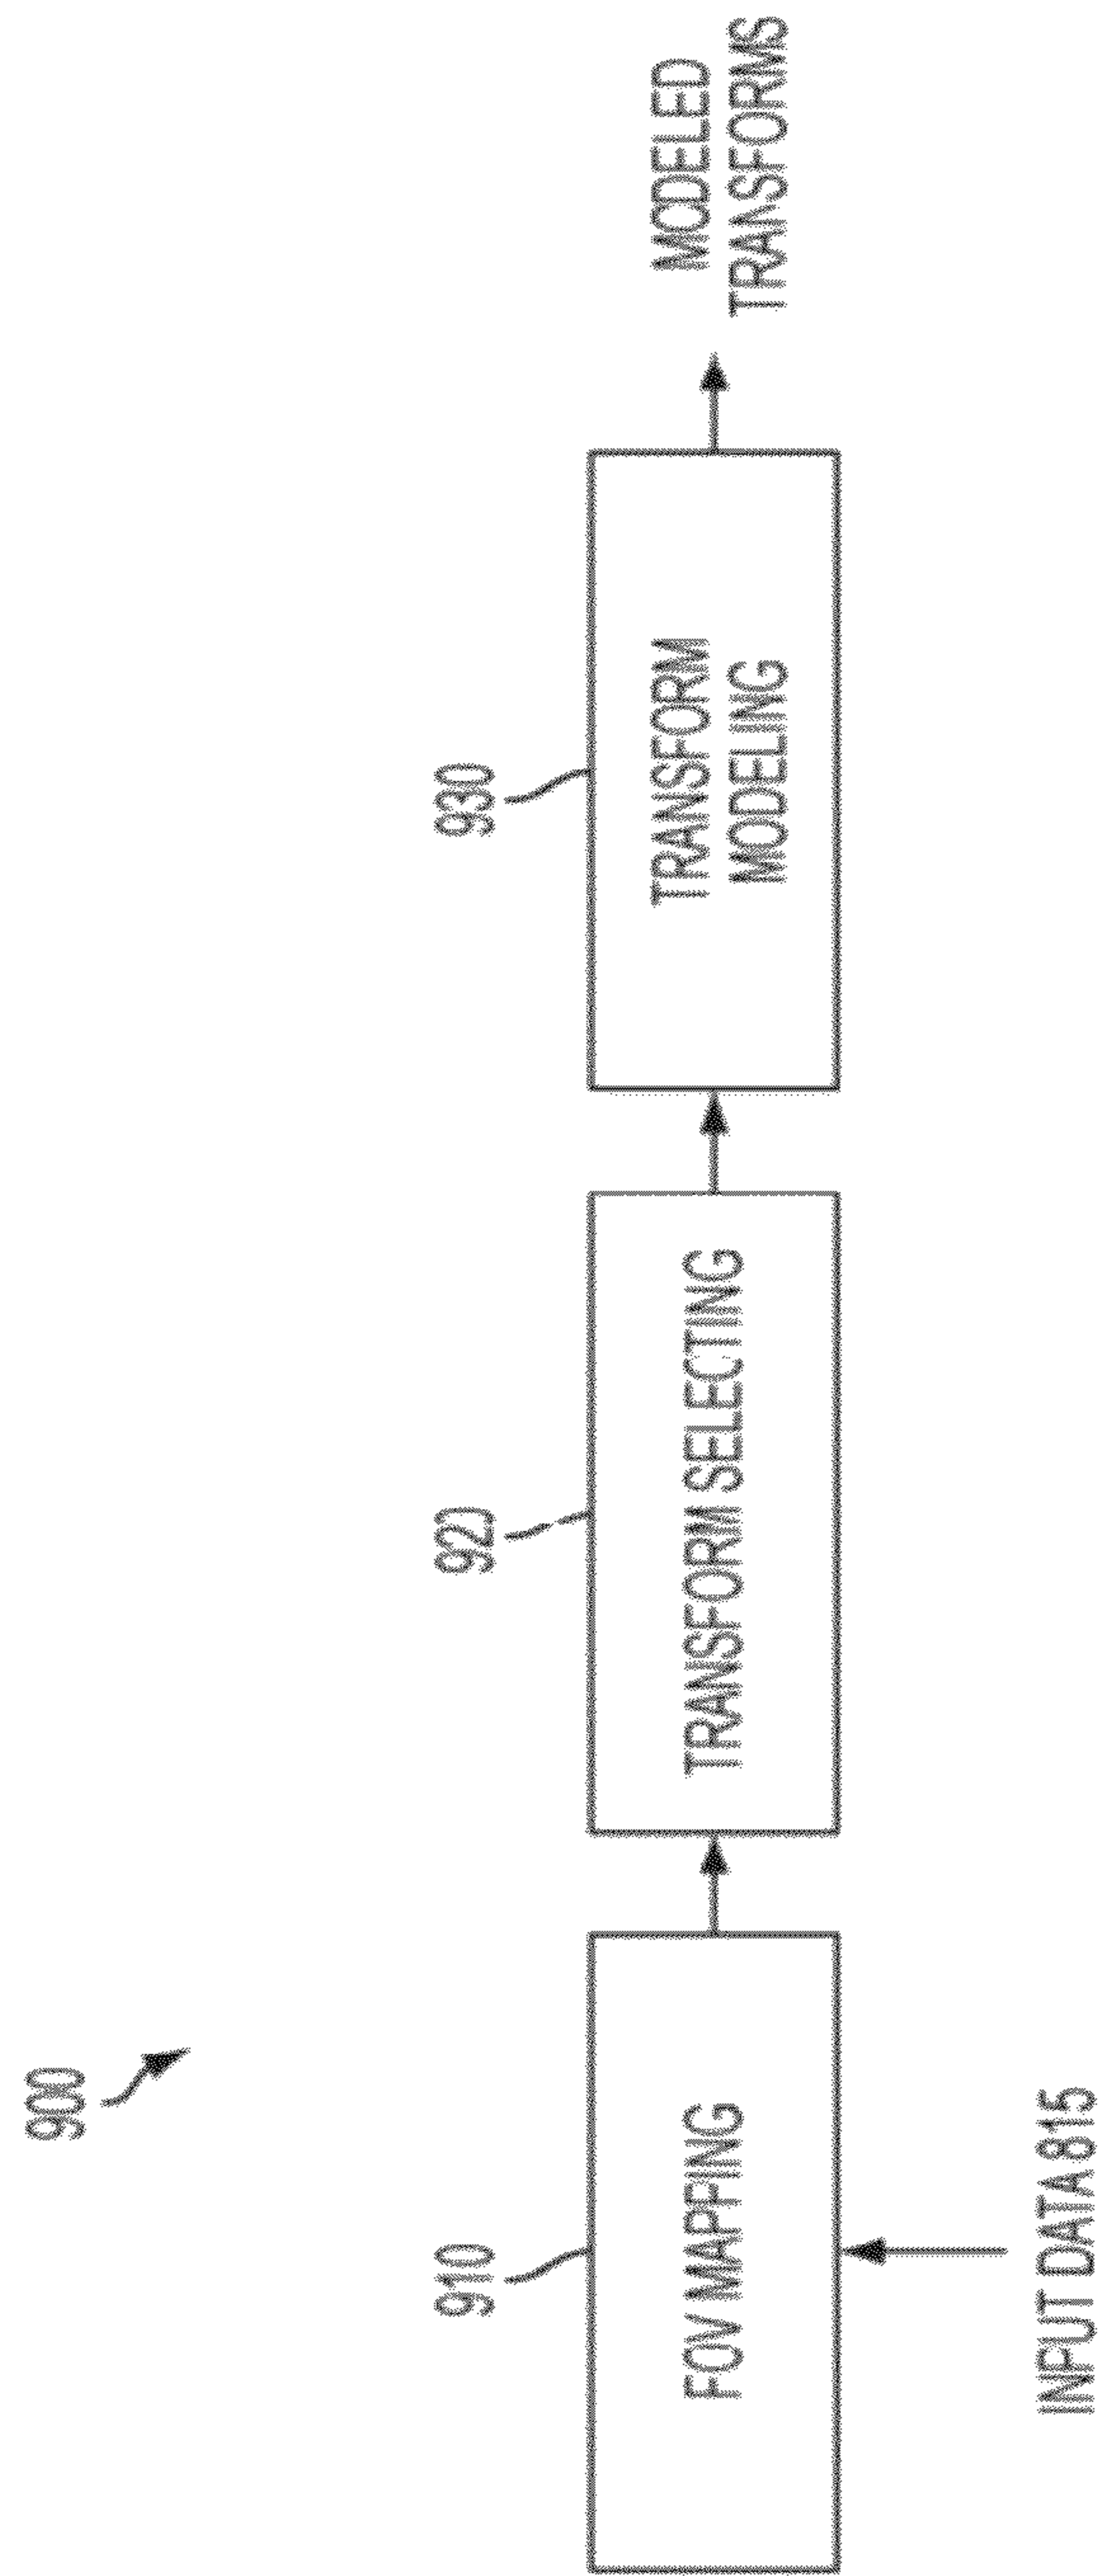 900
910
FOV MAPPING
INPUT DATA 815
920
TRANSFORM SELECTING
930
TRANSFORM
MODELING
MODELED
TRANSFORMS